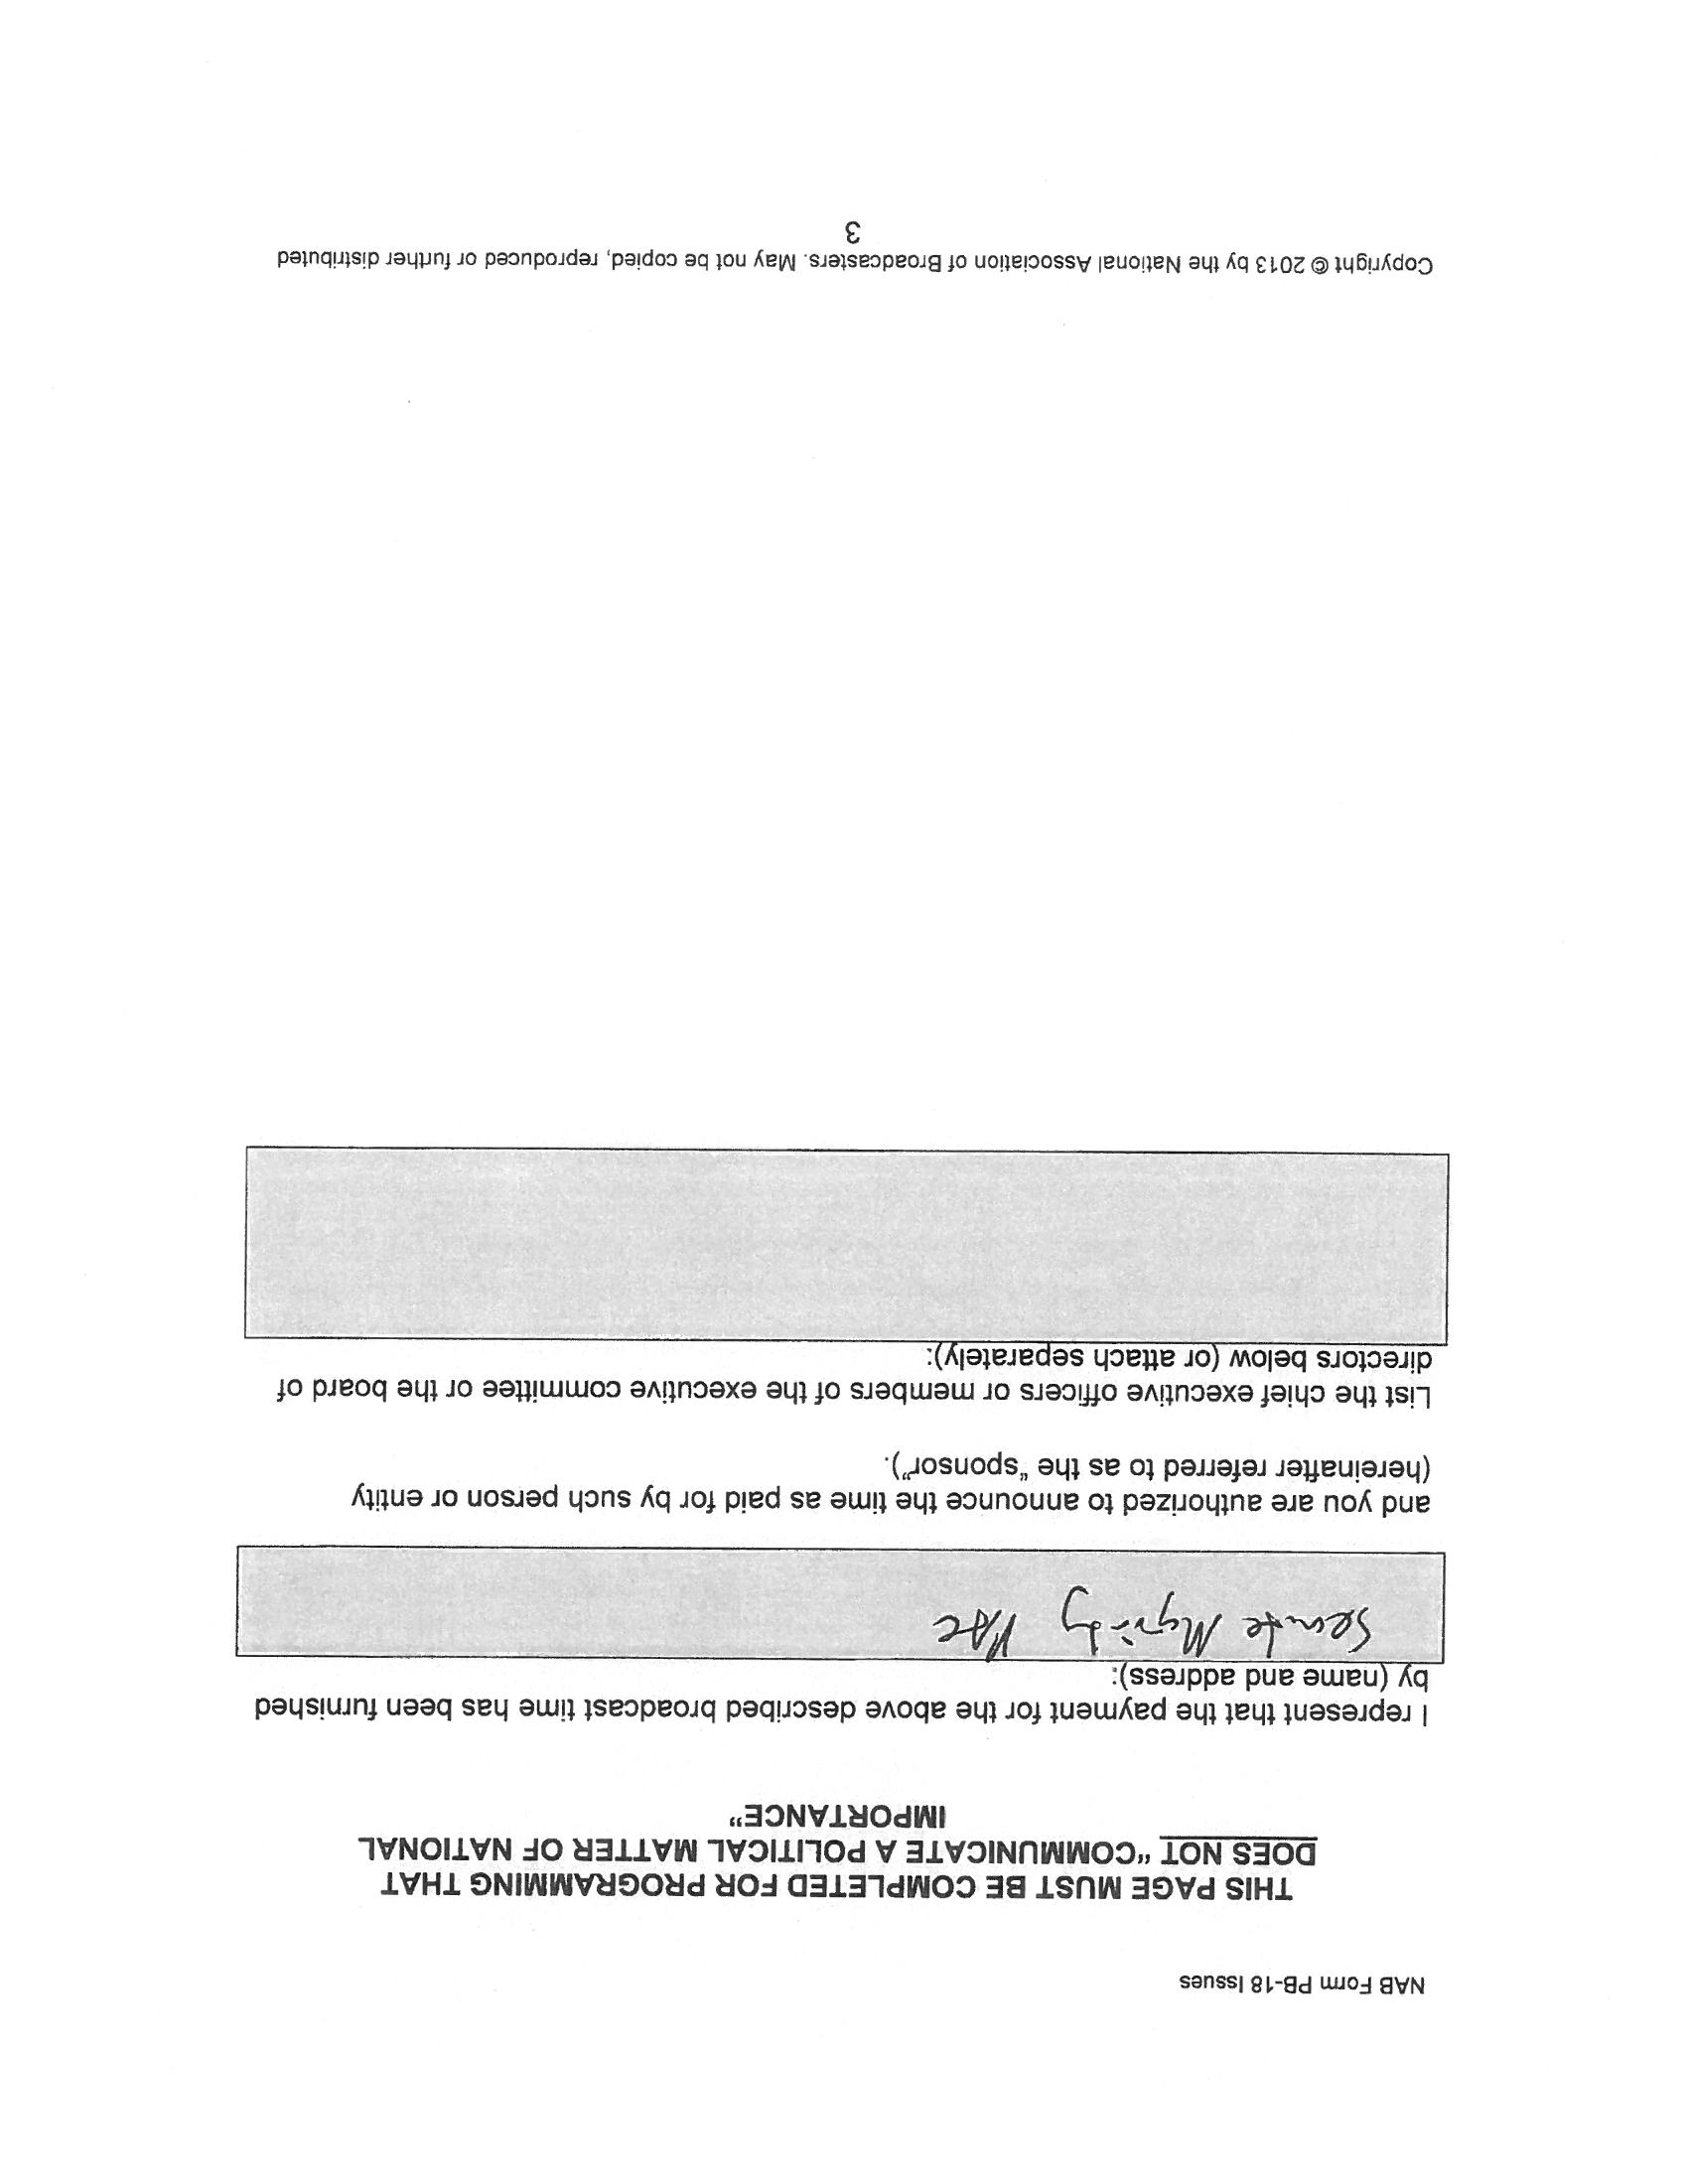 NAB Form PB-18 Issues
THIS PAGE MUST BE COMPLETED FOR PROGRAMMING THAT
DOES NOT “COMMUNICATE A POLITICAL MATTER OF NATIONAL
IMPORTANCE”
I represent that the payment for the above described broadcast time has been furnished
by (name and address):
Senate Majority PAC
and you are authorized to announce the time as paid for by such person or entity
(hereinafter referred to as the “sponsor”).
List the chief executive officers or members of the executive committee or the board of
directors below (or attach separately):
Copyright © 2013 by the National Association of Broadcasters. May not be copied, reproduced or further distributed
3